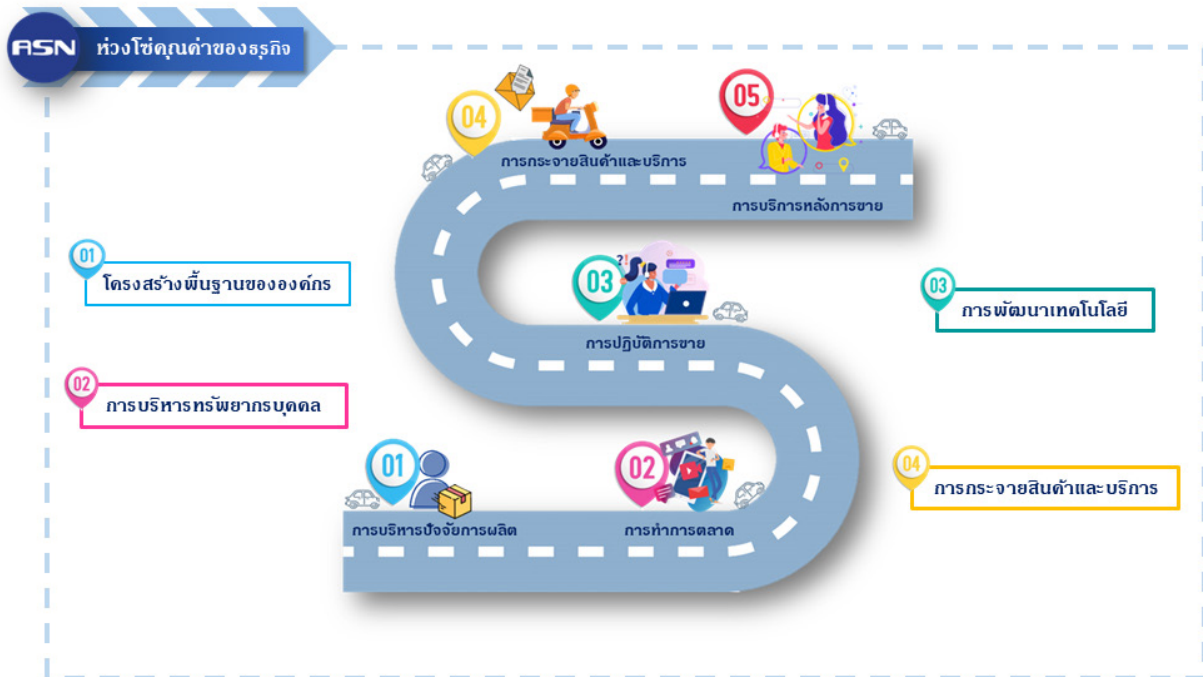 ASN ห่วงโซ่คุณค่าของธุรกิจ
04
05
การกระจายสินค้าและบริการ
การบริการหลังการขาย
01
โครงสร้างพื้นฐานขององค์กร
?!
03
การปฏิบัติการขาย
03
การพัฒนาเทคโนโลยี
02
การบริหารทรัพยากรบุคคล
01
การบริหารปัจจัยการผลิต
02
การทำการตลาด
04
การกระจายสินค้าและบริการ